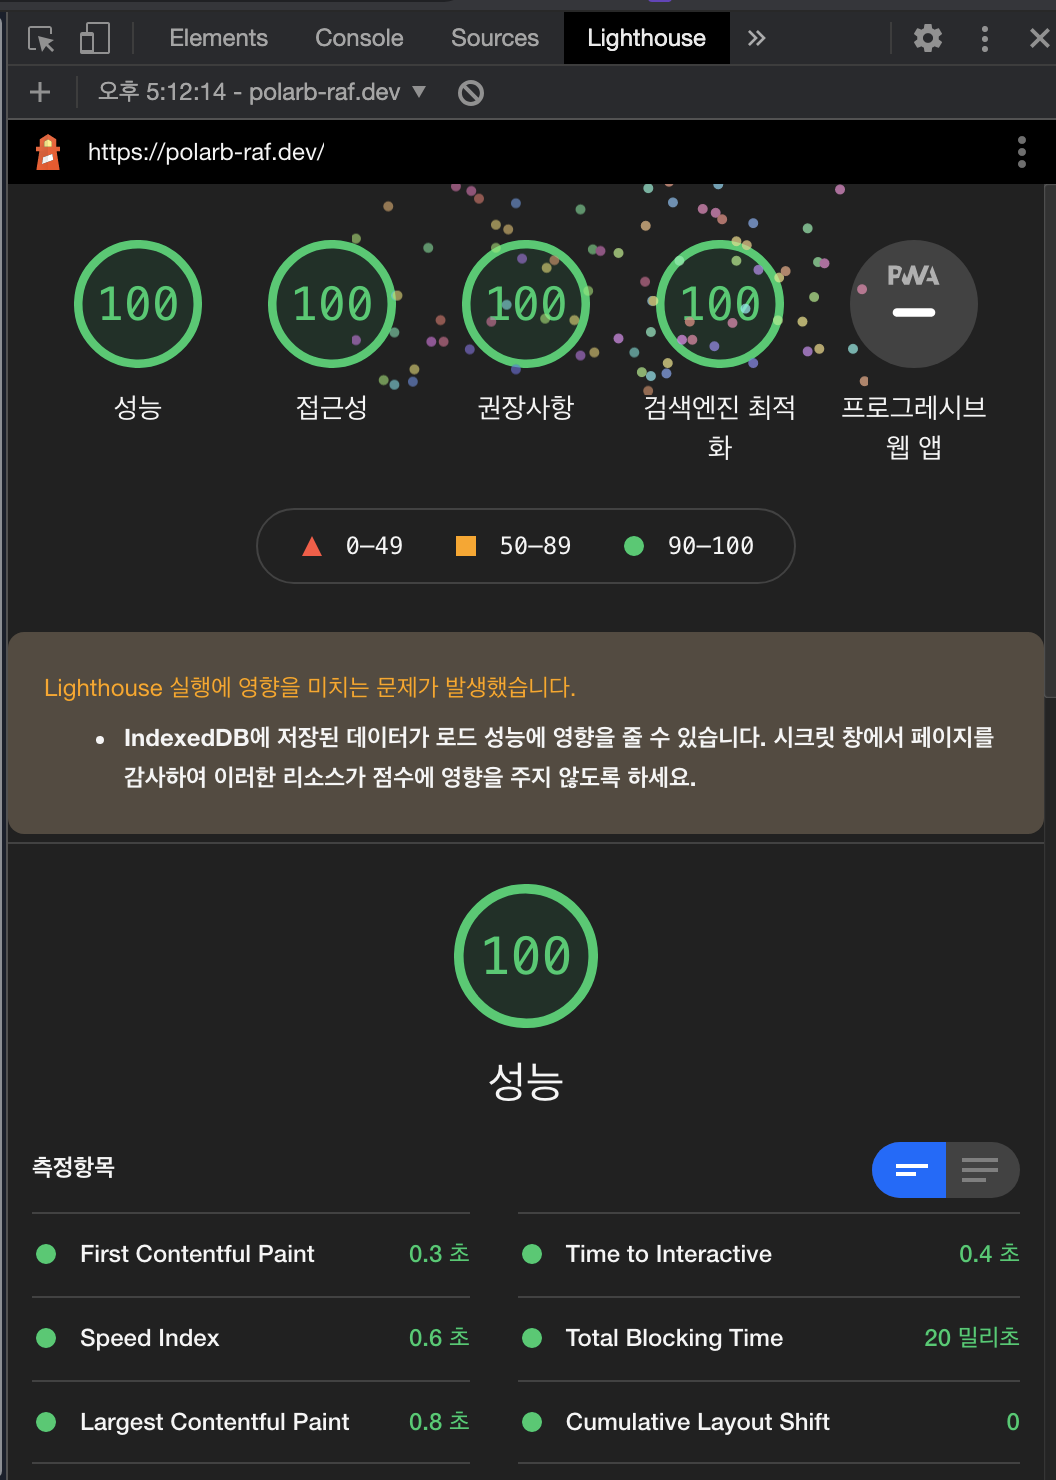 Elements Console Sources Lighthouse
오후 5:12:14 - polarb-raf.dev
https://polarb-raf.dev/
100 100 100 100 PWA
성능 접근성 권장사항 검색엔진 최적 프로그레시브
화 웹 앱
0–49 50–89 90–100
Lighthouse 실행에 영향을 미치는 문제가 발생했습니다.
IndexedDB에 저장된 데이터가 로드 성능에 영향을 줄 수 있습니다. 시크릿 창에서 페이지를
감사하여 이러한 리소스가 점수에 영향을 주지 않도록 하세요.
100
성능
측정항목
First Contentful Paint 0.3 초 Time to Interactive 0.4 초
Speed Index 0.6 초 Total Blocking Time 20 밀리초
Largest Contentful Paint 0.8 초 Cumulative Layout Shift 0